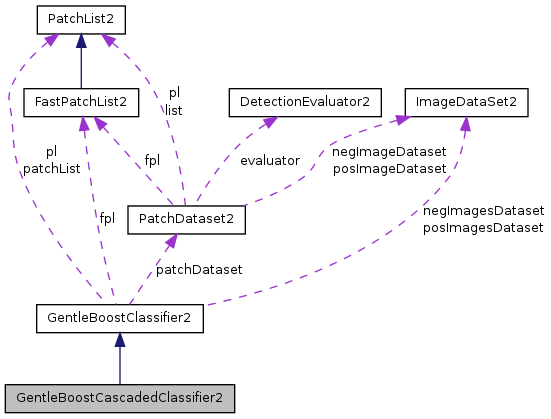 PatchList2
pl
list
FastPatchList2
DetectionEvaluator2
ImageDataSet2
pl
patchList
fpl
evaluator
negImageDataset
posImageDataset
fpl
PatchDataset2
negImagesDataset
posImagesDataset
patchDataset
GentleBoostClassifier2
GentleBoostCascadedClassifier2